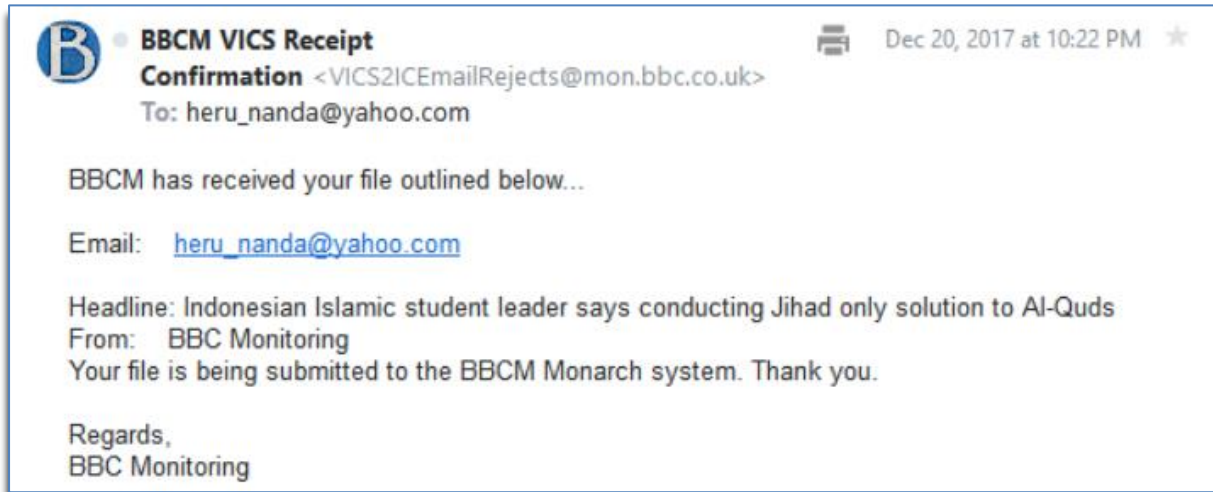 B
BBCM VICS Receipt
Confirmation <VICS2ICEmailRejects@mon.bbc.co.uk>
Dec 20, 2017 at 10:22 PM
To: heru_nanda@yahoo.com
BBCM has received your file outlined below...
Email: heru_nanda@yahoo.com
Headline: Indonesian Islamic student leader says conducting Jihad only solution to Al-Quds
From: BBC Monitoring
Your file is being submitted to the BBCM Monarch system. Thank you.
Regards,
BBC Monitoring